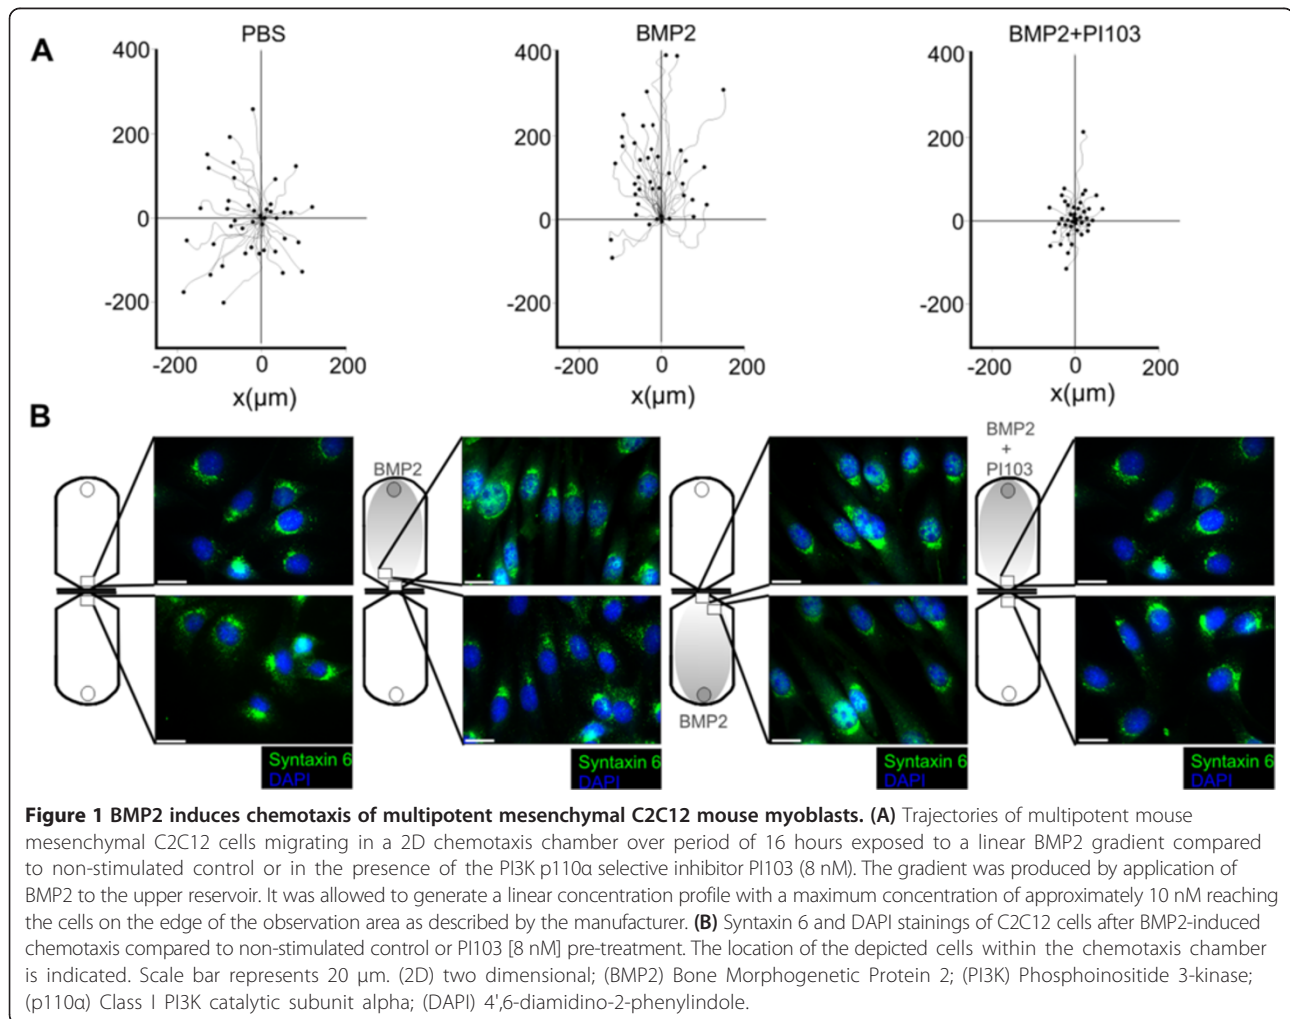 A
PBS
BMP2
BMP2+PI103
400
200
0
-200
-200 0 200
x(µm)
400
200
0
-200
-200 0 200
x(µm)
400
200
0
-200
-200 0 200
x(µm)
B
BMP2
BMP2
BMP2
+
PI103
Syntaxin 6
DAPI
Syntaxin 6
DAPI
Syntaxin 6
DAPI
Syntaxin 6
DAPI
Figure 1 BMP2 induces chemotaxis of multipotent mesenchymal C2C12 mouse myoblasts. (A) Trajectories of multipotent mouse
mesenchymal C2C12 cells migrating in a 2D chemotaxis chamber over period of 16 hours exposed to a linear BMP2 gradient compared
to non-stimulated control or in the presence of the PI3K p110α selective inhibitor PI103 (8 nM). The gradient was produced by application of
BMP2 to the upper reservoir. It was allowed to generate a linear concentration profile with a maximum concentration of approximately 10 nM reaching
the cells on the edge of the observation area as described by the manufacturer. (B) Syntaxin 6 and DAPI stainings of C2C12 cells after BMP2-induced
chemotaxis compared to non-stimulated control or PI103 [8 nM] pre-treatment. The location of the depicted cells within the chemotaxis chamber
is indicated. Scale bar represents 20 µm. (2D) two dimensional; (BMP2) Bone Morphogenetic Protein 2; (PI3K) Phosphoinositide 3-kinase;
(p110α) Class I PI3K catalytic subunit alpha; (DAPI) 4',6-diamidino-2-phenylindole.